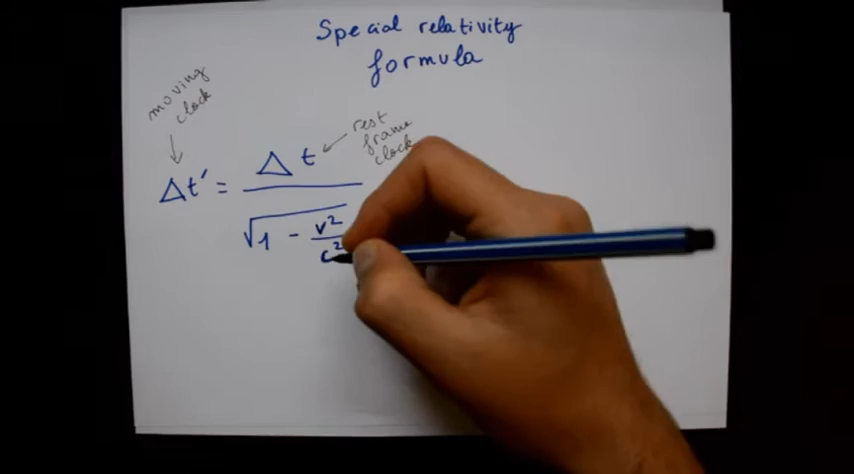 Special relativity
formula
moving
clock
rest
frame
clock
Δt' = Δt / √1 - v²/c²